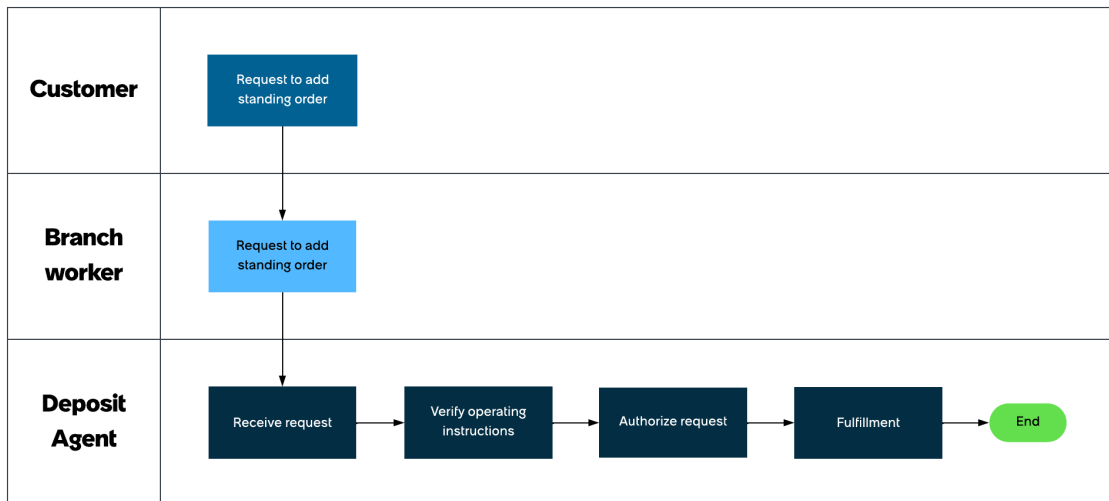 Customer
Request to add
standing order
Branch
worker
Request to add
standing order
Deposit
Agent
Receive request
Verify operating
instructions
Authorize request
Fulfillment
End